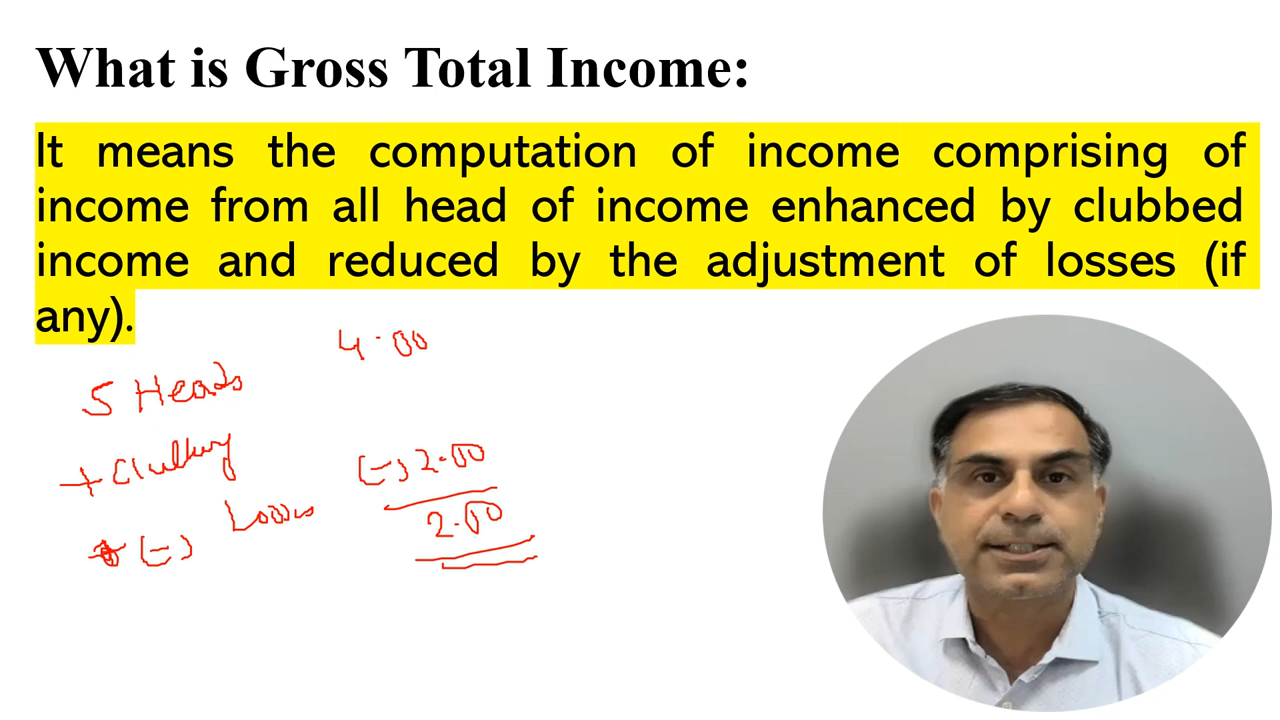 What is Gross Total Income:
It means the computation of income comprising of
income from all head of income enhanced by clubbed
income and reduced by the adjustment of losses (if
any).
4.00
5 Heads
+ Clubbing
(-) 2.00
Losses
2.00
(-)